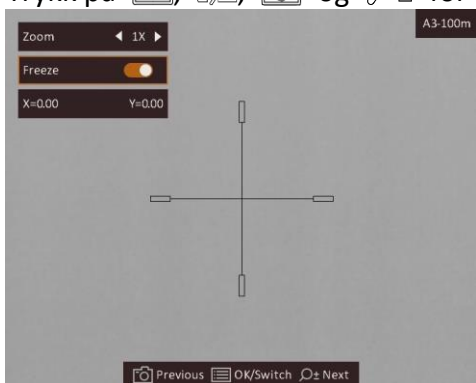 Zoom 1X
A3-100m
Freeze
X=0.00 Y=0.00
Previous OK/Switch Next